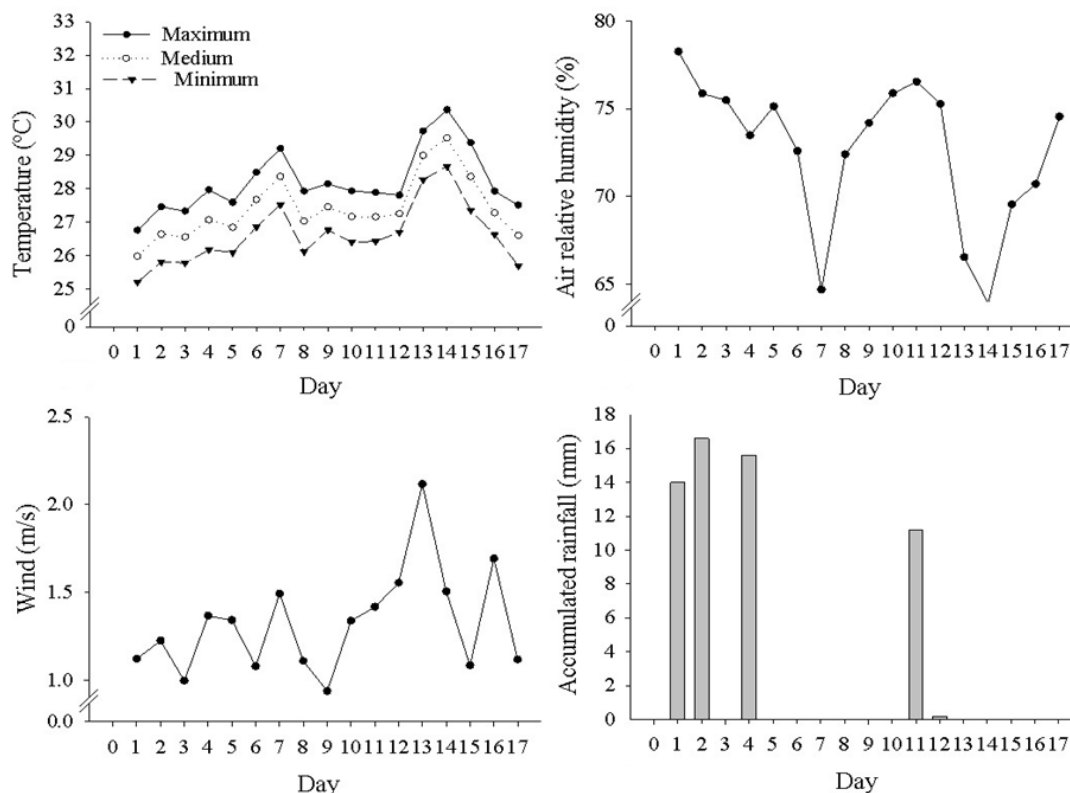 Temperature (ºC)
33
32
31
30
29
28
27
26
25
0
Maximum
Medium
Minimum
0 1 2 3 4 5 6 7 8 9 10 11 12 13 14 15 16 17
Day
Air relative humidity (%)
80
75
70
65
0
0 1 2 3 4 5 6 7 8 9 10 11 12 13 14 15 16 17
Day
Wind (m/s)
2.5
2.0
1.5
1.0
0.0
0 1 2 3 4 5 6 7 8 9 10 11 12 13 14 15 16 17
Day
Accumulated rainfall (mm)
18
16
14
12
10
8
6
4
2
0
0 1 2 3 4 5 6 7 8 9 10 11 12 13 14 15 16 17
Day